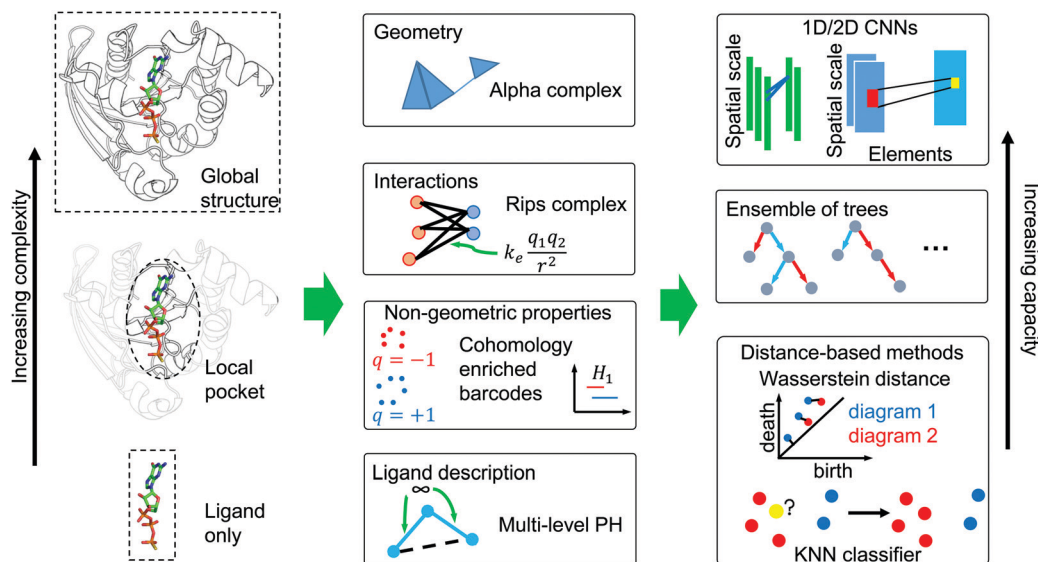 Increasing complexity
Global
structure
Local
pocket
Ligand
only
Geometry
Alpha complex
Interactions
Rips complex
k_e q_1q_2/r^2
Non-geometric properties
q = −1
q = +1
Cohomology
enriched
barcodes
H_1
Ligand description
∞
Multi-level PH
1D/2D CNNs
Spatial scale
Spatial scale
Elements
Ensemble of trees
...
Distance-based methods
Wasserstein distance
death
birth
diagram 1
diagram 2
?
KNN classifier
Increasing capacity